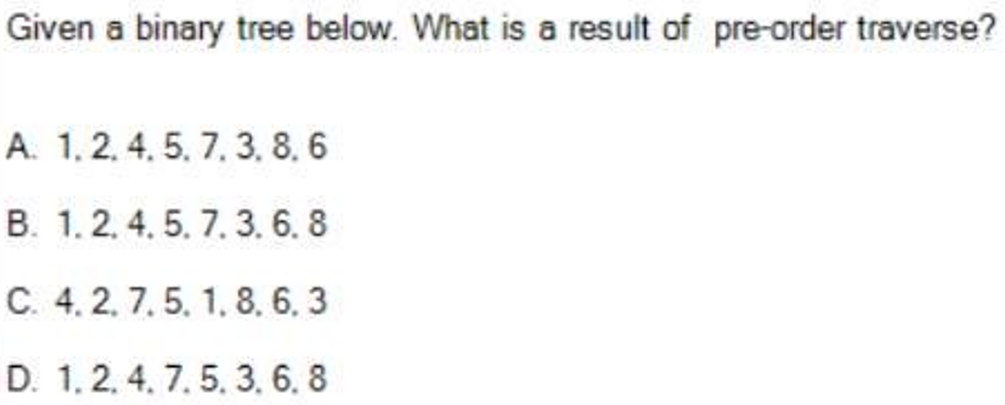 Given a binary tree below. What is a result of pre-order traverse?
A. 1, 2, 4, 5, 7, 3, 8, 6
B. 1, 2, 4, 5, 7, 3, 6, 8
C. 4, 2, 7, 5, 1, 8, 6, 3
D. 1, 2, 4, 7, 5, 3, 6, 8